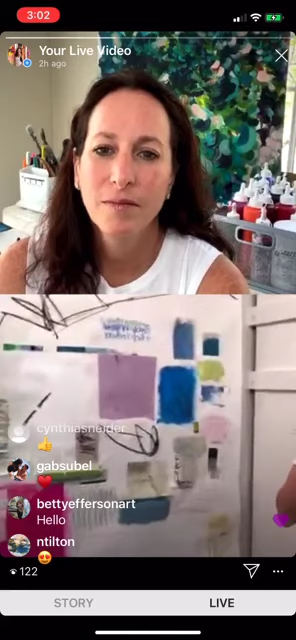 3:02
Your Live Video
2h ago
cynthiasneider
👍
gabsubel
❤️
bettyeffersonart
Hello
ntilton
😍
122
STORY
LIVE